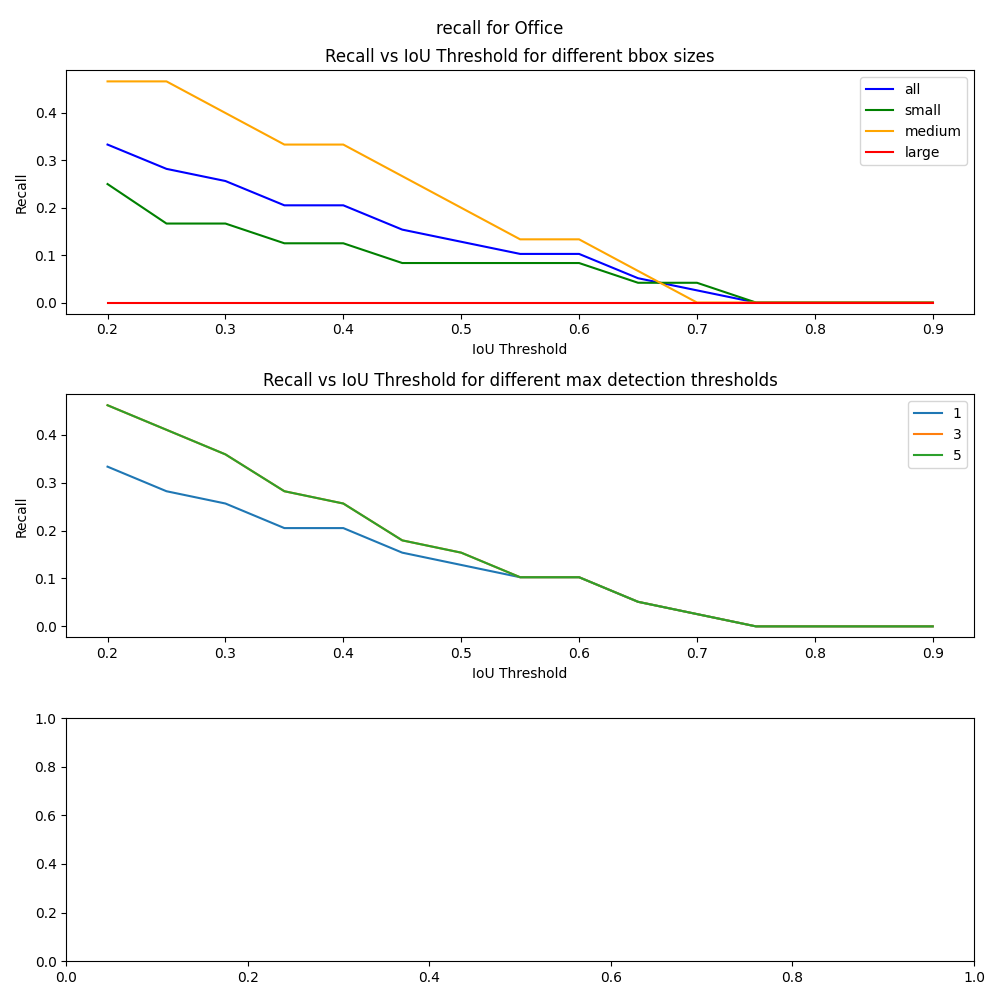 recall for Office
Recall vs IoU Threshold for different bbox sizes
all
small
medium
large
0.4
0.3
0.2
0.1
0.0
Recall
0.2 0.3 0.4 0.5 0.6 0.7 0.8 0.9
IoU Threshold
Recall vs IoU Threshold for different max detection thresholds
1
3
5
0.4
0.3
0.2
0.1
0.0
Recall
0.2 0.3 0.4 0.5 0.6 0.7 0.8 0.9
IoU Threshold
1.0
0.8
0.6
0.4
0.2
0.0
0.0 0.2 0.4 0.6 0.8 1.0